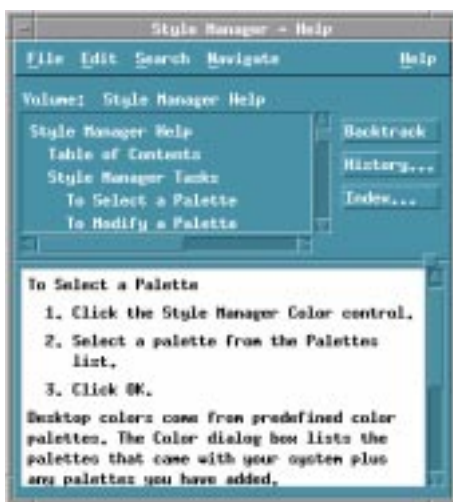 Style Manager - Help
File Edit Search Navigate Help
Volume: Style Manager Help
Style Manager Help
Table of Contents
Style Manager Tasks
To Select a Palette
To Modify a Palette
Backtrack
History...
Index...
To Select a Palette
1. Click the Style Manager Color control.
2. Select a palette from the Palettes
list.
3. Click OK.
Desktop colors come from predefined color
palettes. The Color dialog box lists the
palettes that came with your system plus
any palettes you have added.